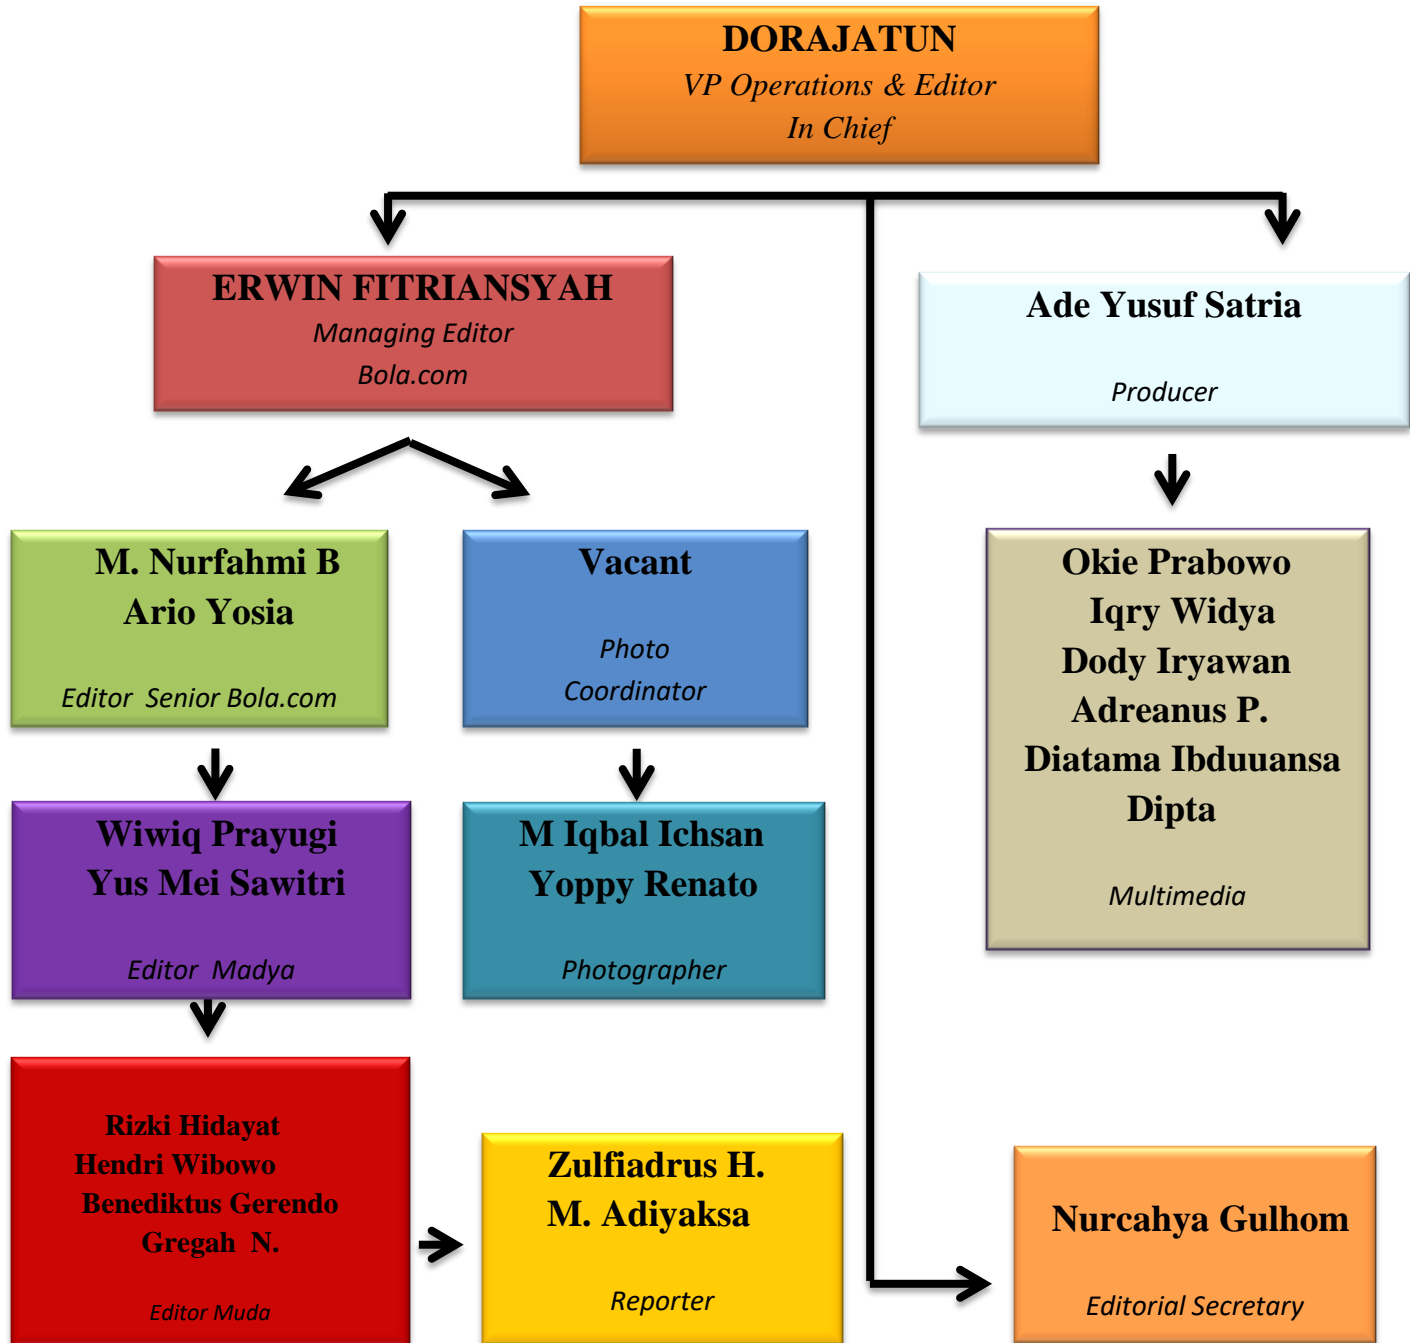 DORAJATUN
VP Operations & Editor
In Chief
ERWIN FITRIANSYAH
Managing Editor
Bola.com
Ade Yusuf Satria
Producer
M. Nurfahmi B
Ario Yosia
Editor Senior Bola.com
Vacant
Photo
Coordinator
Okie Prabowo
Iqry Widya
Dody Iryawan
Adreanus P.
Diatama Ibduuansa
Dipta
Multimedia
Wiwiq Prayugi
Yus Mei Sawitri
Editor Madya
M Iqbal Ichsan
Yoppy Renato
Photographer
Rizki Hidayat
Hendri Wibowo
Benediktus Gerendo
Gregah N.
Editor Muda
Zulfiadrus H.
M. Adiyaksa
Reporter
Nurcahya Gulhom
Editorial Secretary